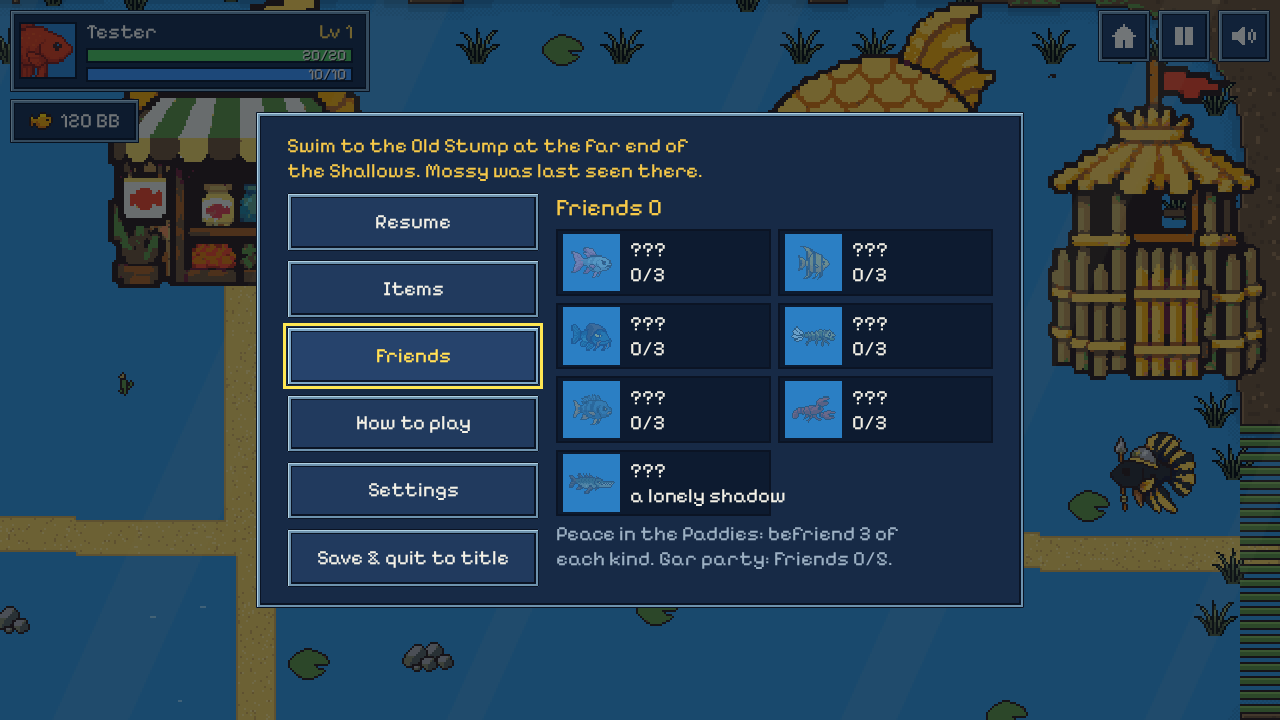 Tester Lv 1
20/20
10/10
120 BB
Swim to the Old Stump at the far end of
the Shallows. Mossy was last seen there.
Resume
Items
Friends
How to play
Settings
Save & quit to title
Friends 0
???
0/3
???
0/3
???
0/3
???
0/3
???
0/3
???
0/3
???
a lonely shadow
Peace in the Paddies: befriend 3 of
each kind. Gar party: Friends 0/8.